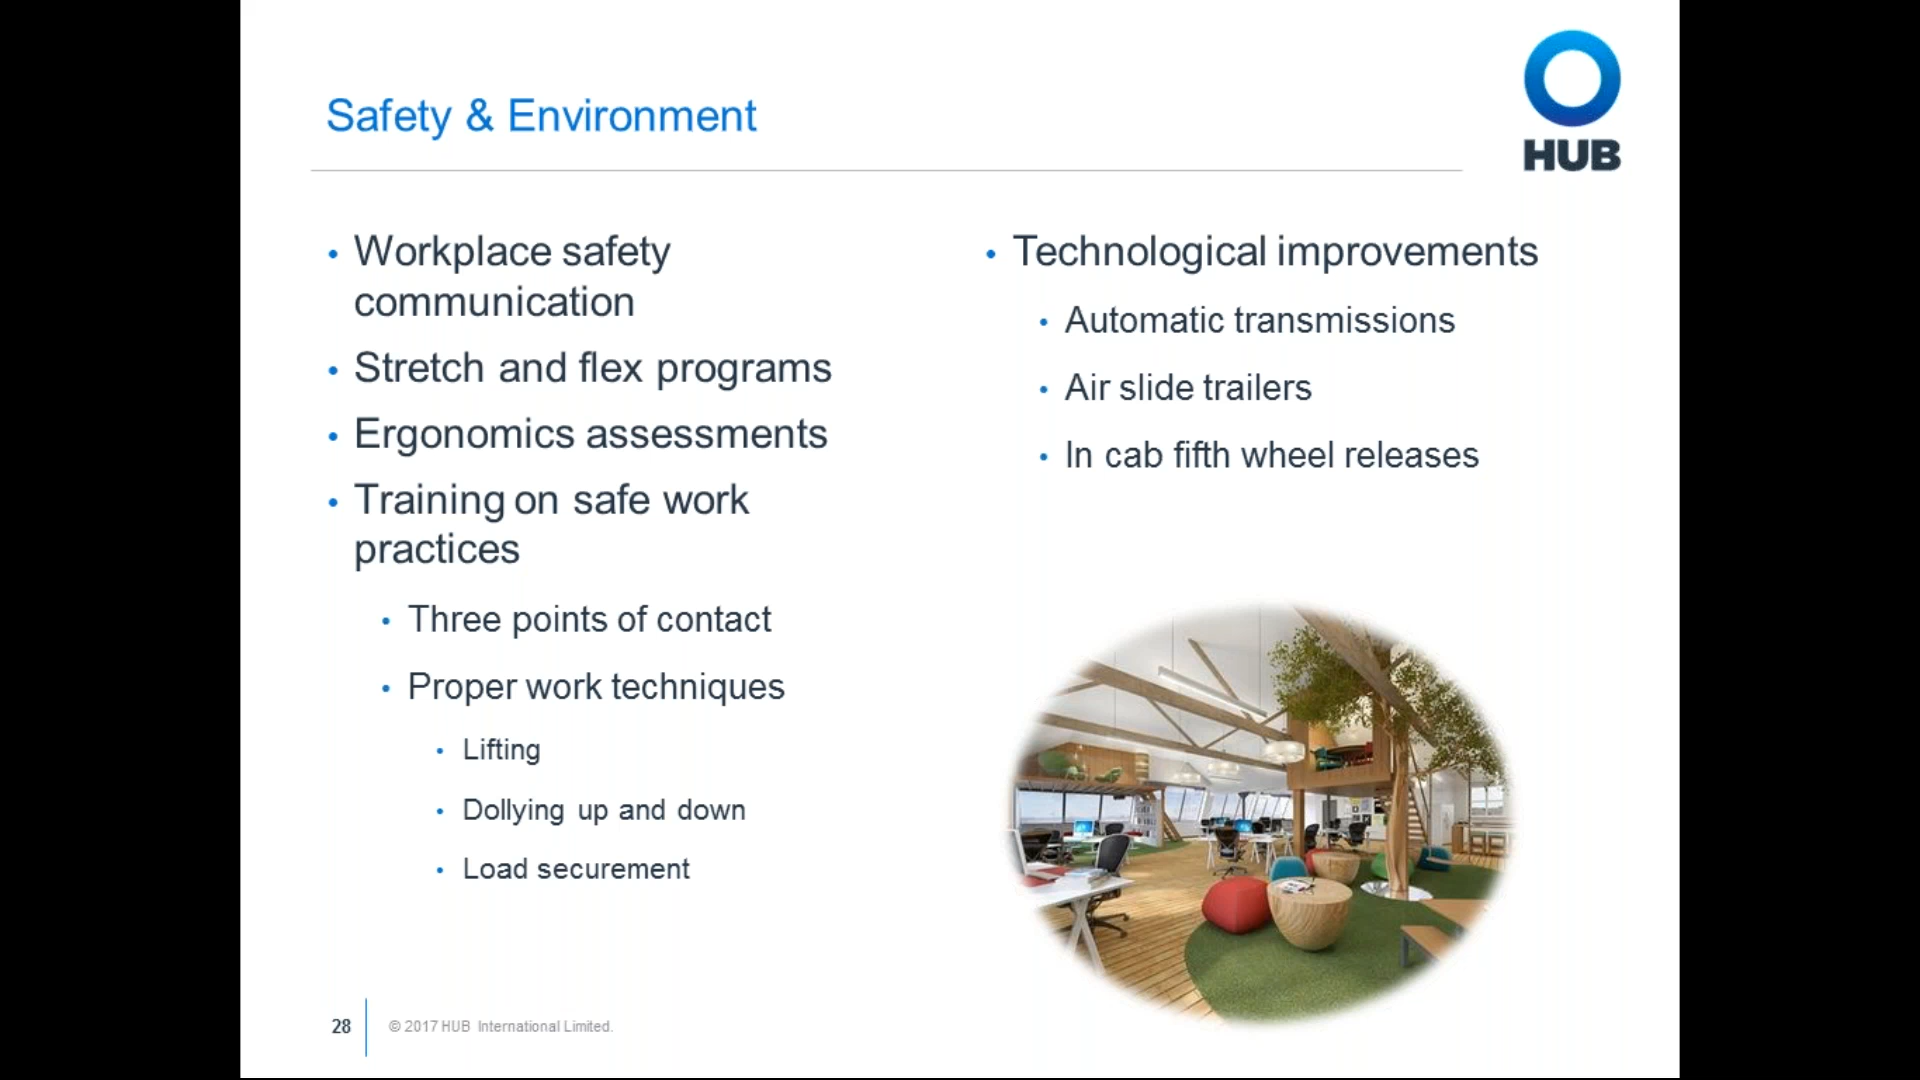 Safety & Environment
HUB
• Workplace safety
communication
• Stretch and flex programs
• Ergonomics assessments
• Training on safe work
practices
• Three points of contact
• Proper work techniques
• Lifting
• Dollying up and down
• Load securement
• Technological improvements
• Automatic transmissions
• Air slide trailers
• In cab fifth wheel releases
28
© 2017 HUB International Limited.